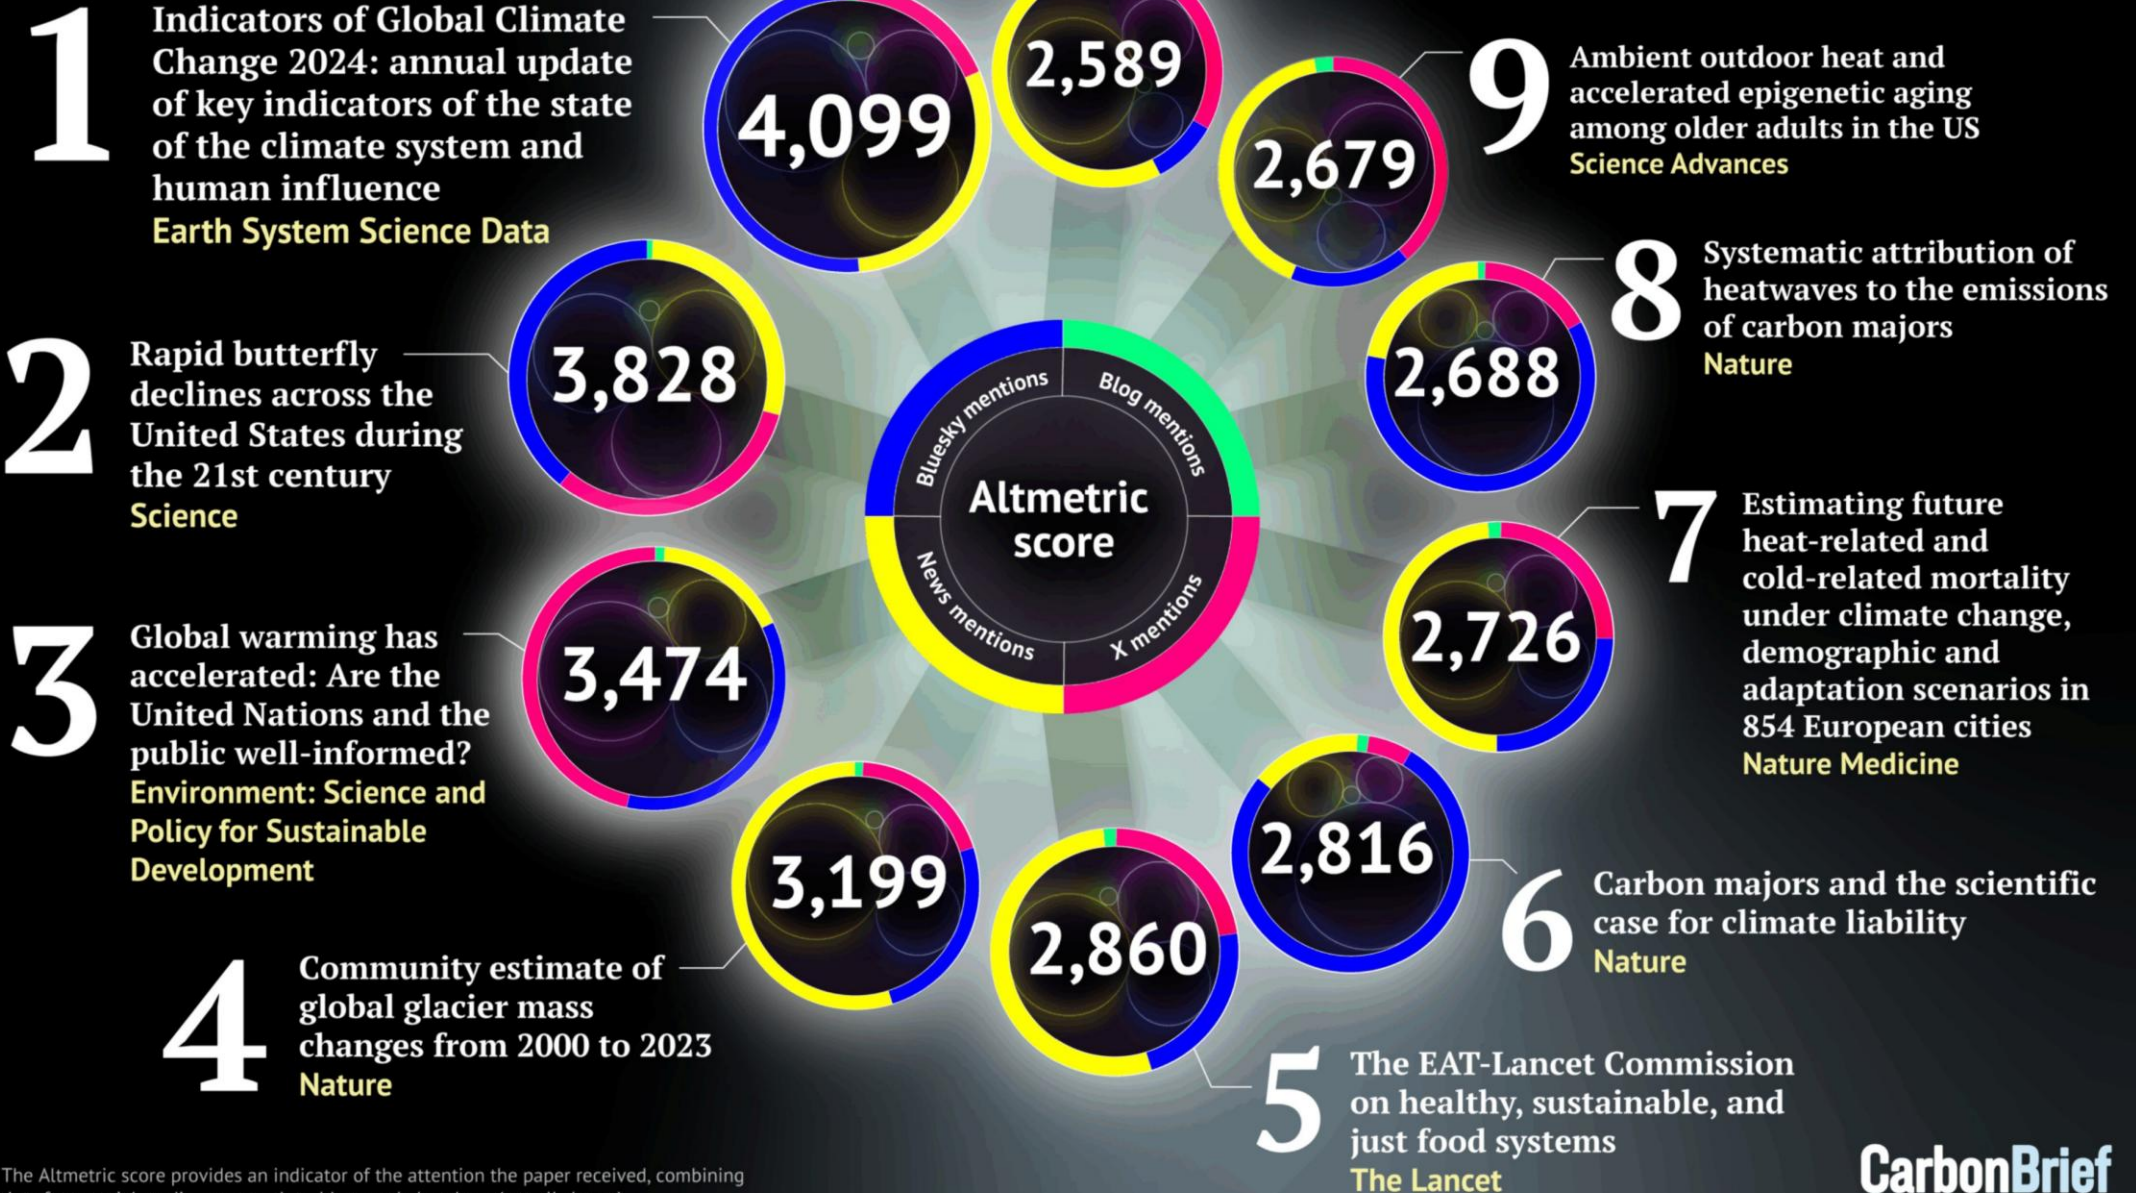 1
Indicators of Global Climate
Change 2024: annual update
of key indicators of the state
of the climate system and
human influence
Earth System Science Data
4,099
2
Rapid butterfly
declines across the
United States during
the 21st century
Science
3,828
3
Global warming has
accelerated: Are the
United Nations and the
public well-informed?
Environment: Science and
Policy for Sustainable
Development
3,474
4
Community estimate of
global glacier mass
changes from 2000 to 2023
Nature
3,199
5
The EAT-Lancet Commission
on healthy, sustainable, and
just food systems
The Lancet
2,860
6
Carbon majors and the scientific
case for climate liability
Nature
2,816
7
Estimating future
heat-related and
cold-related mortality
under climate change,
demographic and
adaptation scenarios in
854 European cities
Nature Medicine
2,726
8
Systematic attribution of
heatwaves to the emissions
of carbon majors
Nature
2,688
9
Ambient outdoor heat and
accelerated epigenetic aging
among older adults in the US
Science Advances
2,679
2,589
Altmetric
score
Bluesky mentions
Blog mentions
News mentions
X mentions
The Altmetric score provides an indicator of the attention the paper received, combining
CarbonBrief